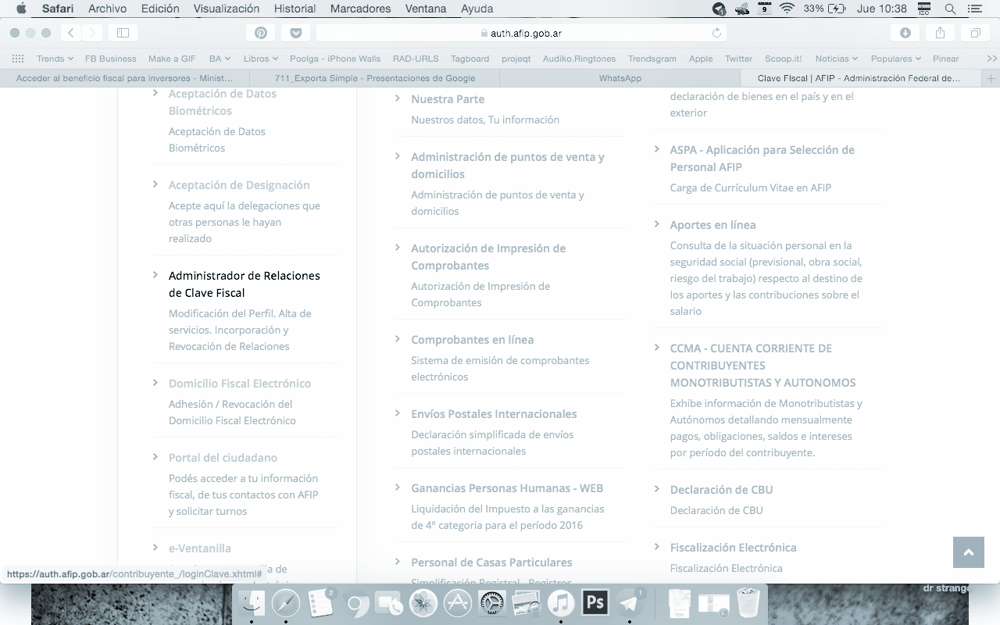 Safari Archivo Edición Visualización Historial Marcadores Ventana Ayuda 9 33% Jue 10:38 ISO
auth.afip.gob.ar
Trends FB Business Make a GIF BA Libros Poolga - iPhone Walls RAD-URLS Tagboard projeqt Audiko.Ringtones Trendsgram Apple Twitter Scoop.it! Noticias Populares Pinear >>
Acceder al beneficio fiscal para inversores - Minist... 711_Exporta Simple - Presentaciones de Google WhatsApp Clave Fiscal | AFIP - Administración Federal de... +
Aceptación de Datos
Biométricos
Aceptación de Datos
Biométricos
Aceptación de Designación
Acepte aquí la delegaciones que
otras personas le hayan
realizado
Administrador de Relaciones
de Clave Fiscal
Modificación del Perfil. Alta de
servicios. Incorporación y
Revocación de Relaciones
Domicilio Fiscal Electrónico
Adhesión / Revocación del
Domicilio Fiscal Electrónico
Portal del ciudadano
Podés acceder a tu información
fiscal, de tus contactos con AFIP
y solicitar turnos
e-Ventanilla
la de
Nuestra Parte
Nuestros datos, Tu información
Administración de puntos de venta y
domicilios
Administración de puntos de venta y
domicilios
Autorización de Impresión de
Comprobantes
Autorización de Impresión de
Comprobantes
Comprobantes en línea
Sistema de emisión de comprobantes
electrónicos
Envíos Postales Internacionales
Declaración simplificada de envíos
postales internacionales
Ganancias Personas Humanas - WEB
Liquidación del Impuesto a las ganancias
de 4° categoria para el período 2016
Personal de Casas Particulares
Simplificación Registral - Registros
declaración de bienes en el país y en el
exterior
ASPA - Aplicación para Selección de
Personal AFIP
Carga de Currículum Vitae en AFIP
Aportes en línea
Consulta de la situación personal en la
seguridad social (previsional, obra social,
riesgo del trabajo) respecto al destino de
los aportes y las contribuciones sobre el
salario
CCMA - CUENTA CORRIENTE DE
CONTRIBUYENTES
MONOTRIBUTISTAS Y AUTONOMOS
Exhibe información de Monotributistas y
Autónomos detallando mensualmente
pagos, obligaciones, saldos e intereses
por período del contribuyente.
Declaración de CBU
Declaración de CBU
Fiscalización Electrónica
Fiscalización Electrónica
https://auth.afip.gob.ar/contribuyente_/loginClave.xhtml#
dr strange
2 Ps 1 PDF